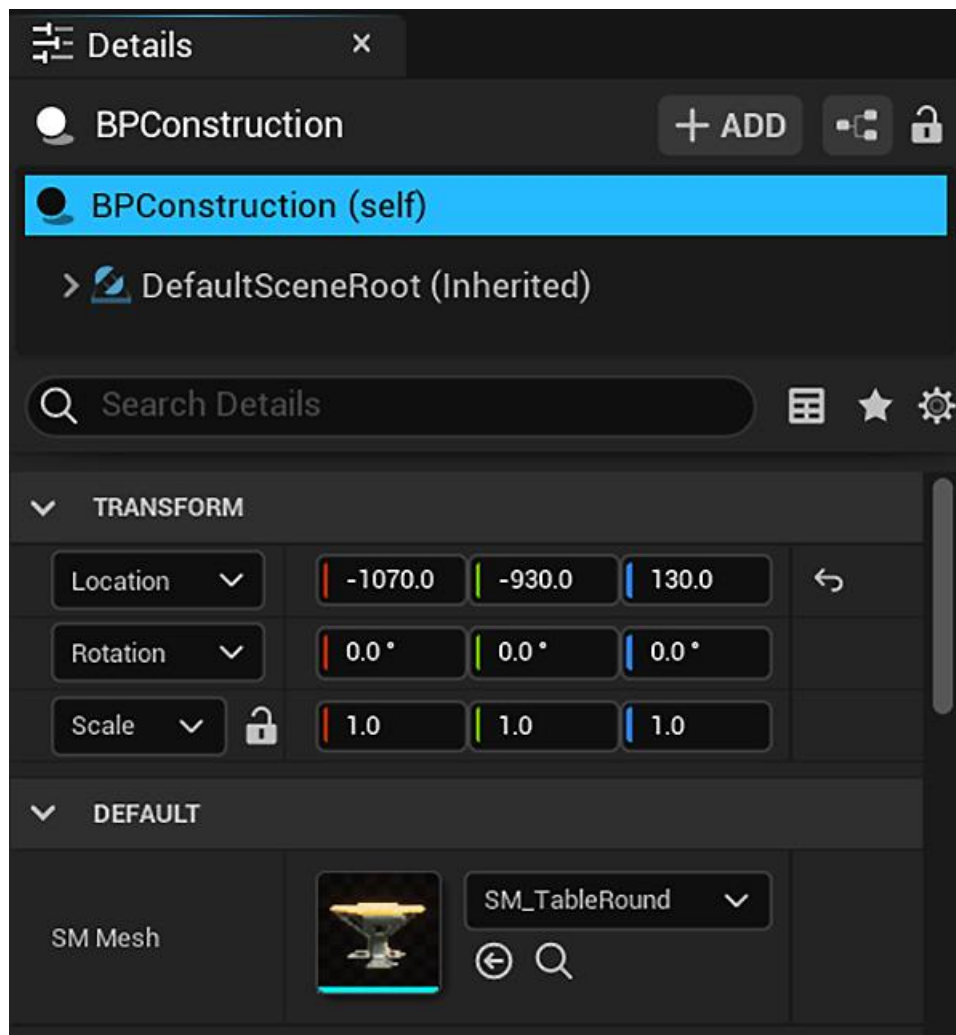 Details
BPConstruction
+ ADD
BPConstruction (self)
DefaultSceneRoot (Inherited)
Search Details
TRANSFORM
Location -1070.0 -930.0 130.0
Rotation 0.0 ° 0.0 ° 0.0 °
Scale 1.0 1.0 1.0
DEFAULT
SM_TableRound
SM Mesh